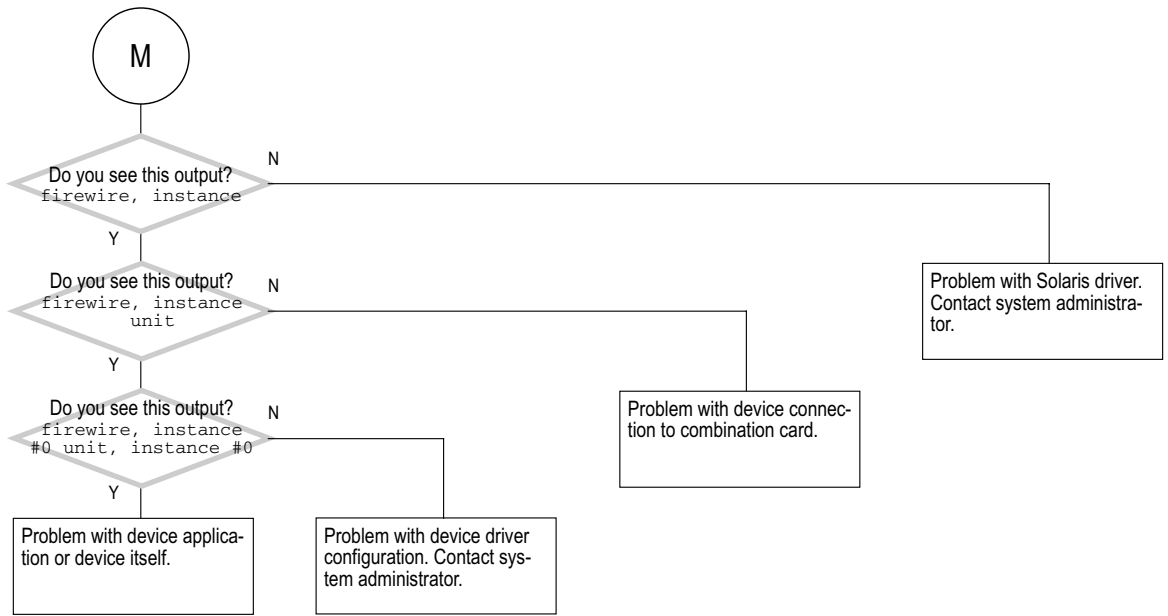 M
Do you see this output?
firewire, instance
N
Y
Do you see this output?
firewire, instance
unit
N
Y
Do you see this output?
firewire, instance
#0 unit, instance #0
N
Y
Problem with Solaris driver.
Contact system administra-
tor.
Problem with device connec-
tion to combination card.
Problem with device applica-
tion or device itself.
Problem with device driver
configuration. Contact sys-
tem administrator.